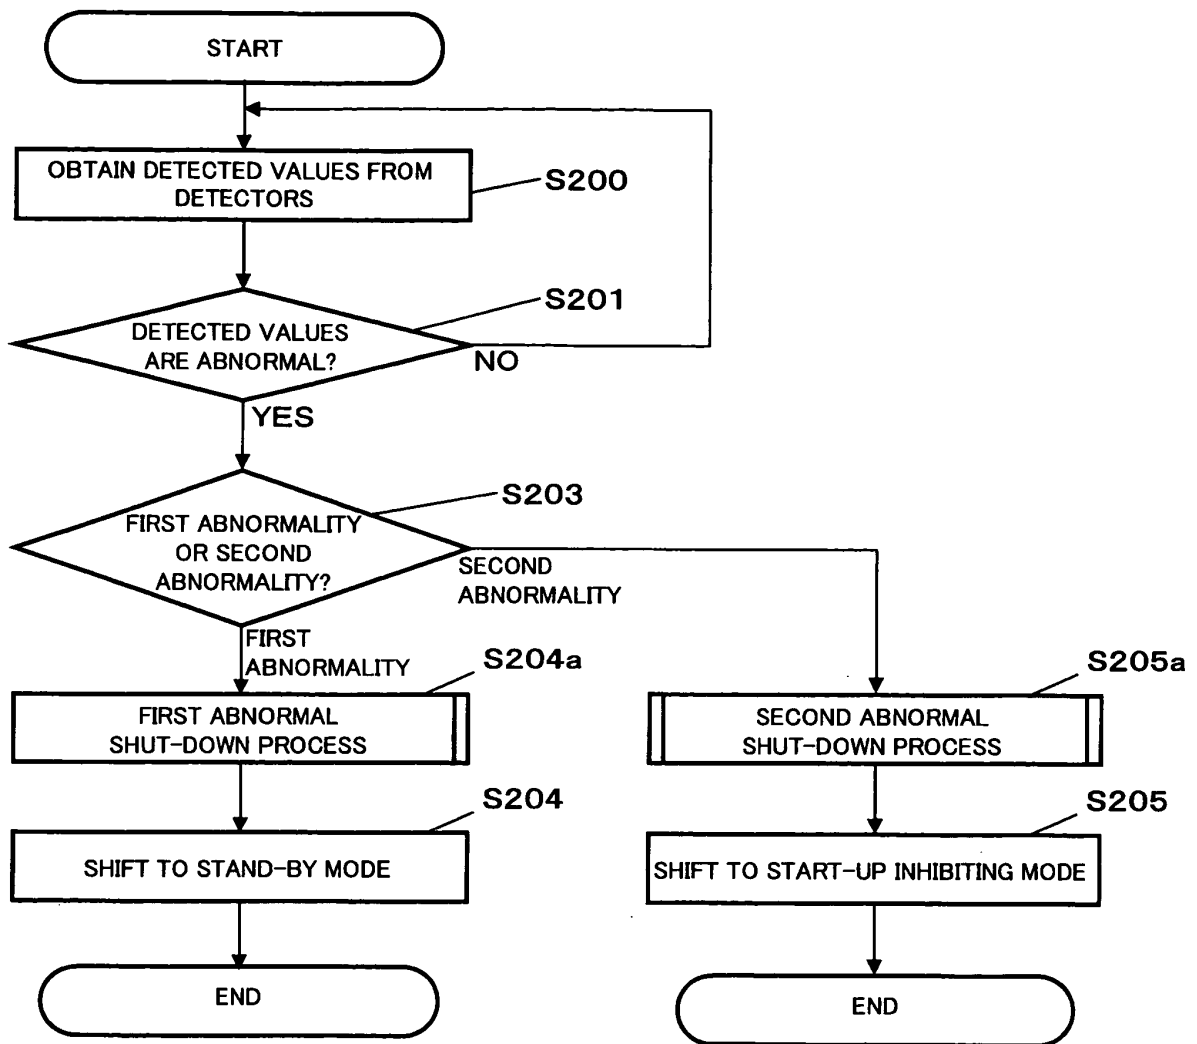 START
OBTAIN DETECTED VALUES FROM
DETECTORS
S200
S201
DETECTED VALUES
ARE ABNORMAL?
NO
YES
S203
FIRST ABNORMALITY
OR SECOND
ABNORMALITY?
SECOND
ABNORMALITY
FIRST
ABNORMALITY
S204a
FIRST ABNORMAL
SHUT-DOWN PROCESS
S205a
SECOND ABNORMAL
SHUT-DOWN PROCESS
S204
SHIFT TO STAND-BY MODE
S205
SHIFT TO START-UP INHIBITING MODE
END
END